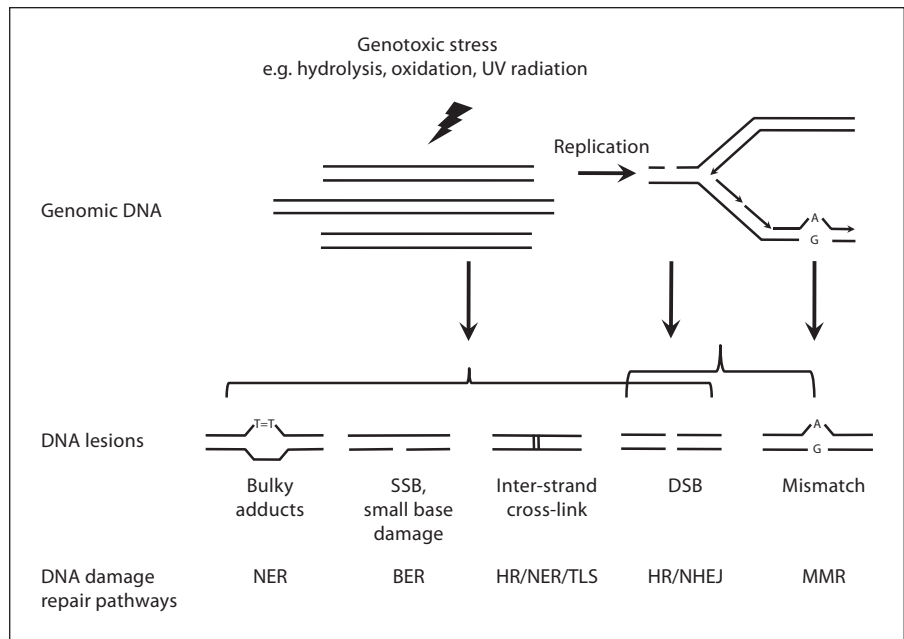 Genotoxic stress
e.g. hydrolysis, oxidation, UV radiation
Replication
Genomic DNA
A
G
DNA lesions
T=T
A
G
Bulky
adducts
SSB,
small base
damage
Inter-strand
cross-link
DSB
Mismatch
DNA damage
repair pathways
NER
BER
HR/NER/TLS
HR/NHEJ
MMR